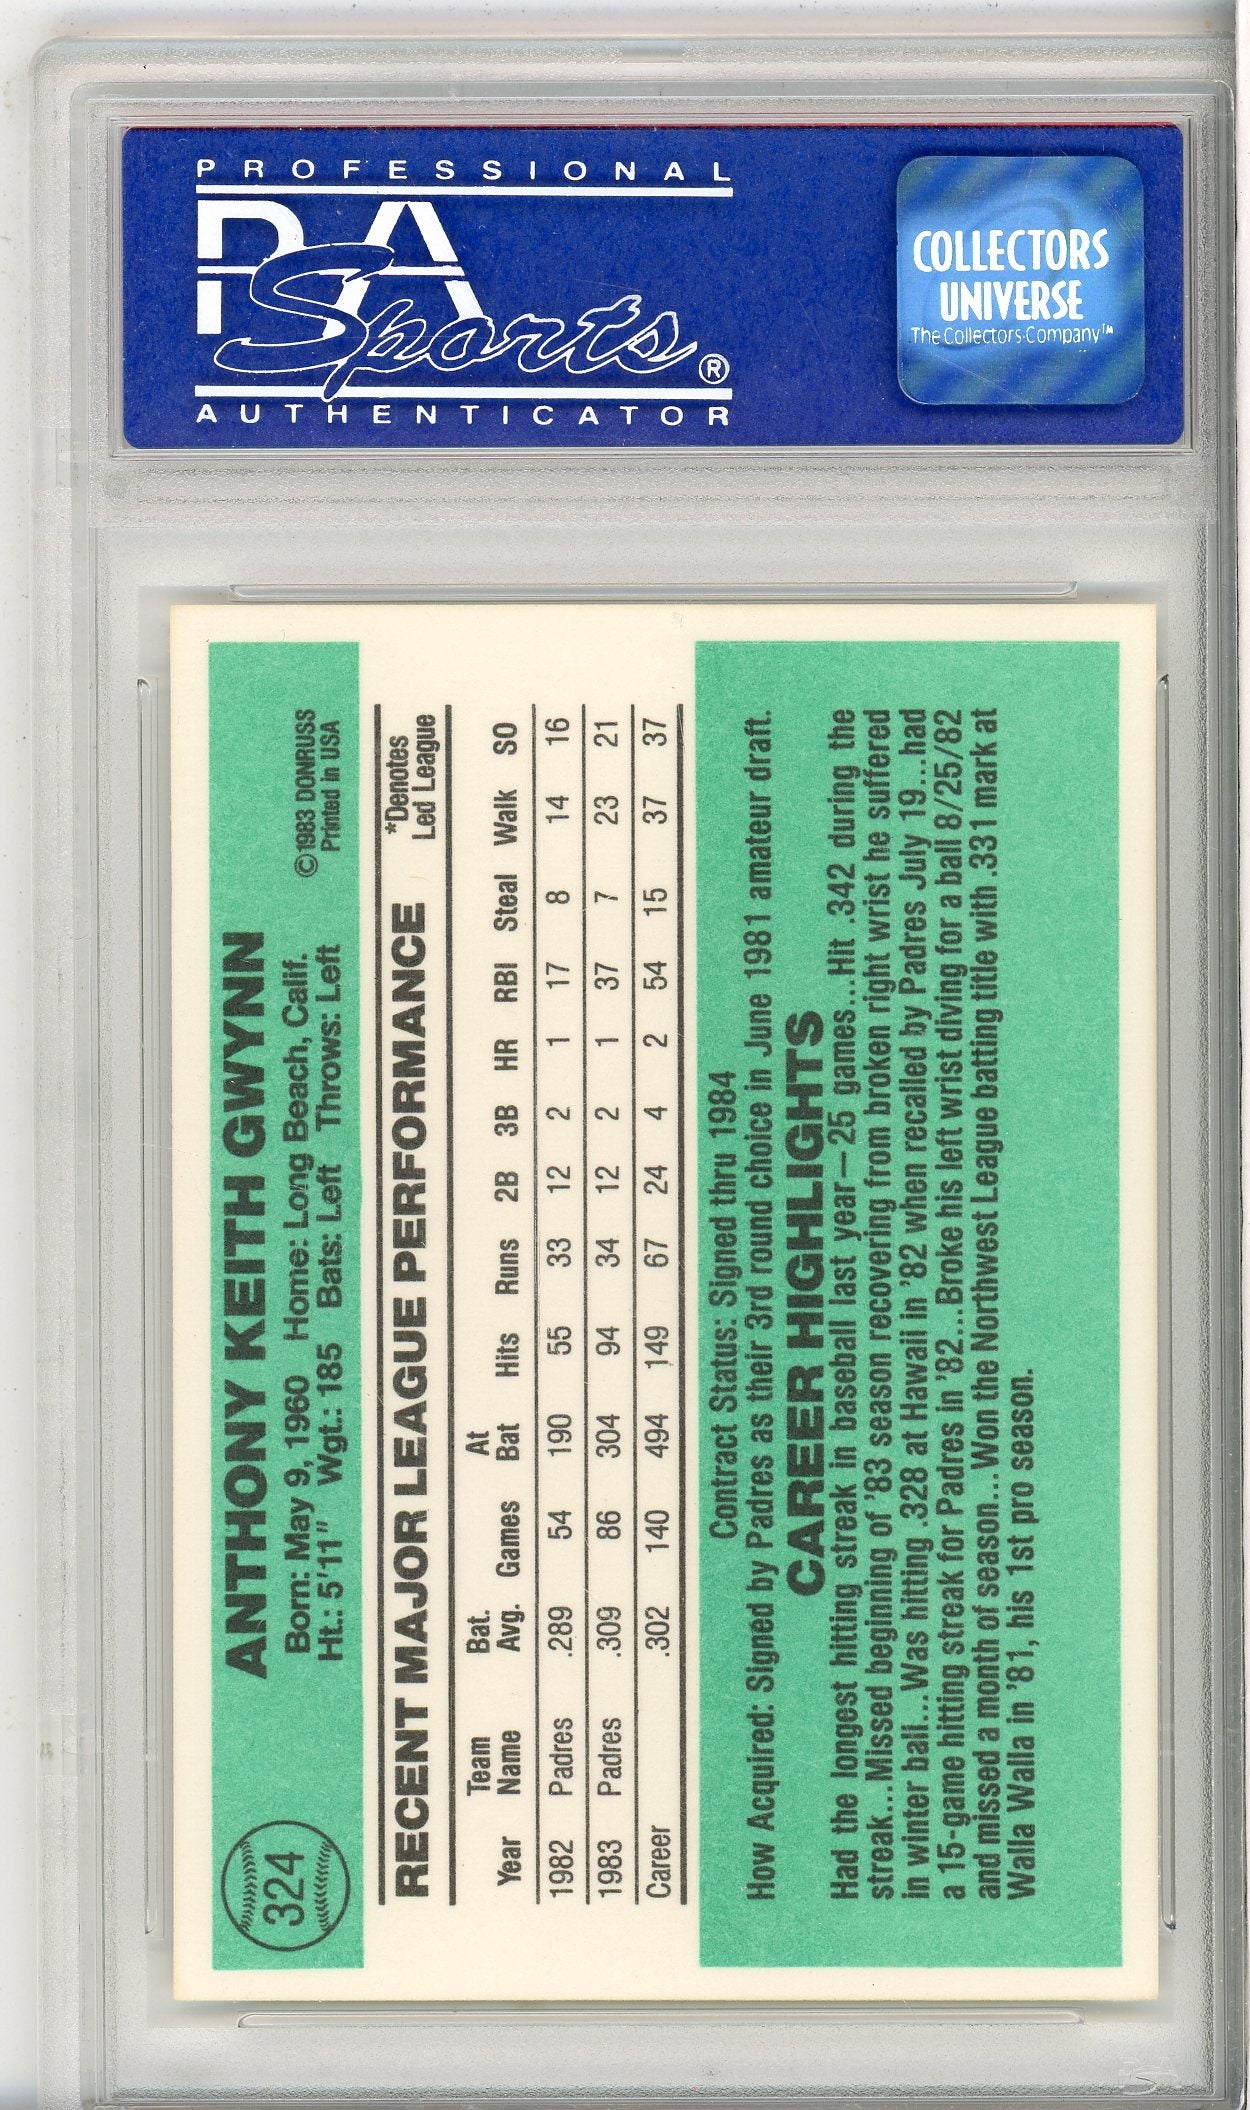 PROFESSIONAL
PSA
Sports®
AUTHENTICATOR
COLLECTORS
UNIVERSE
The Collectors Company™
324
ANTHONY KEITH GWYNN
Born: May 9, 1960 Home: Long Beach, Calif. ©1983 DONRUSS
Ht.: 5'11" Wgt.: 185 Bats: Left Throws: Left Printed in USA
RECENT MAJOR LEAGUE PERFORMANCE *Denotes Led League
Year Team Name Bat. Avg. Games At Bat Hits Runs 2B 3B HR RBI Steal Walk SO
1982 Padres .289 54 190 55 33 12 2 1 17 8 14 16
1983 Padres .309 86 304 94 34 12 2 1 37 7 23 21
Career .302 140 494 149 67 24 4 2 54 15 37 37
Contract Status: Signed thru 1984
How Acquired: Signed by Padres as their 3rd round choice in June 1981 amateur draft.
CAREER HIGHLIGHTS
Had the longest hitting streak in baseball last year—25 games...Hit .342 during the
streak...Missed beginning of '83 season recovering from broken right wrist he suffered
in winter ball...Was hitting .328 at Hawaii in '82 when recalled by Padres July 19...had
a 15-game hitting streak for Padres in '82...Broke his left wrist diving for a ball 8/25/82
and missed a month of season...Won the Northwest League batting title with .331 mark at
Walla Walla in '81, his 1st pro season.